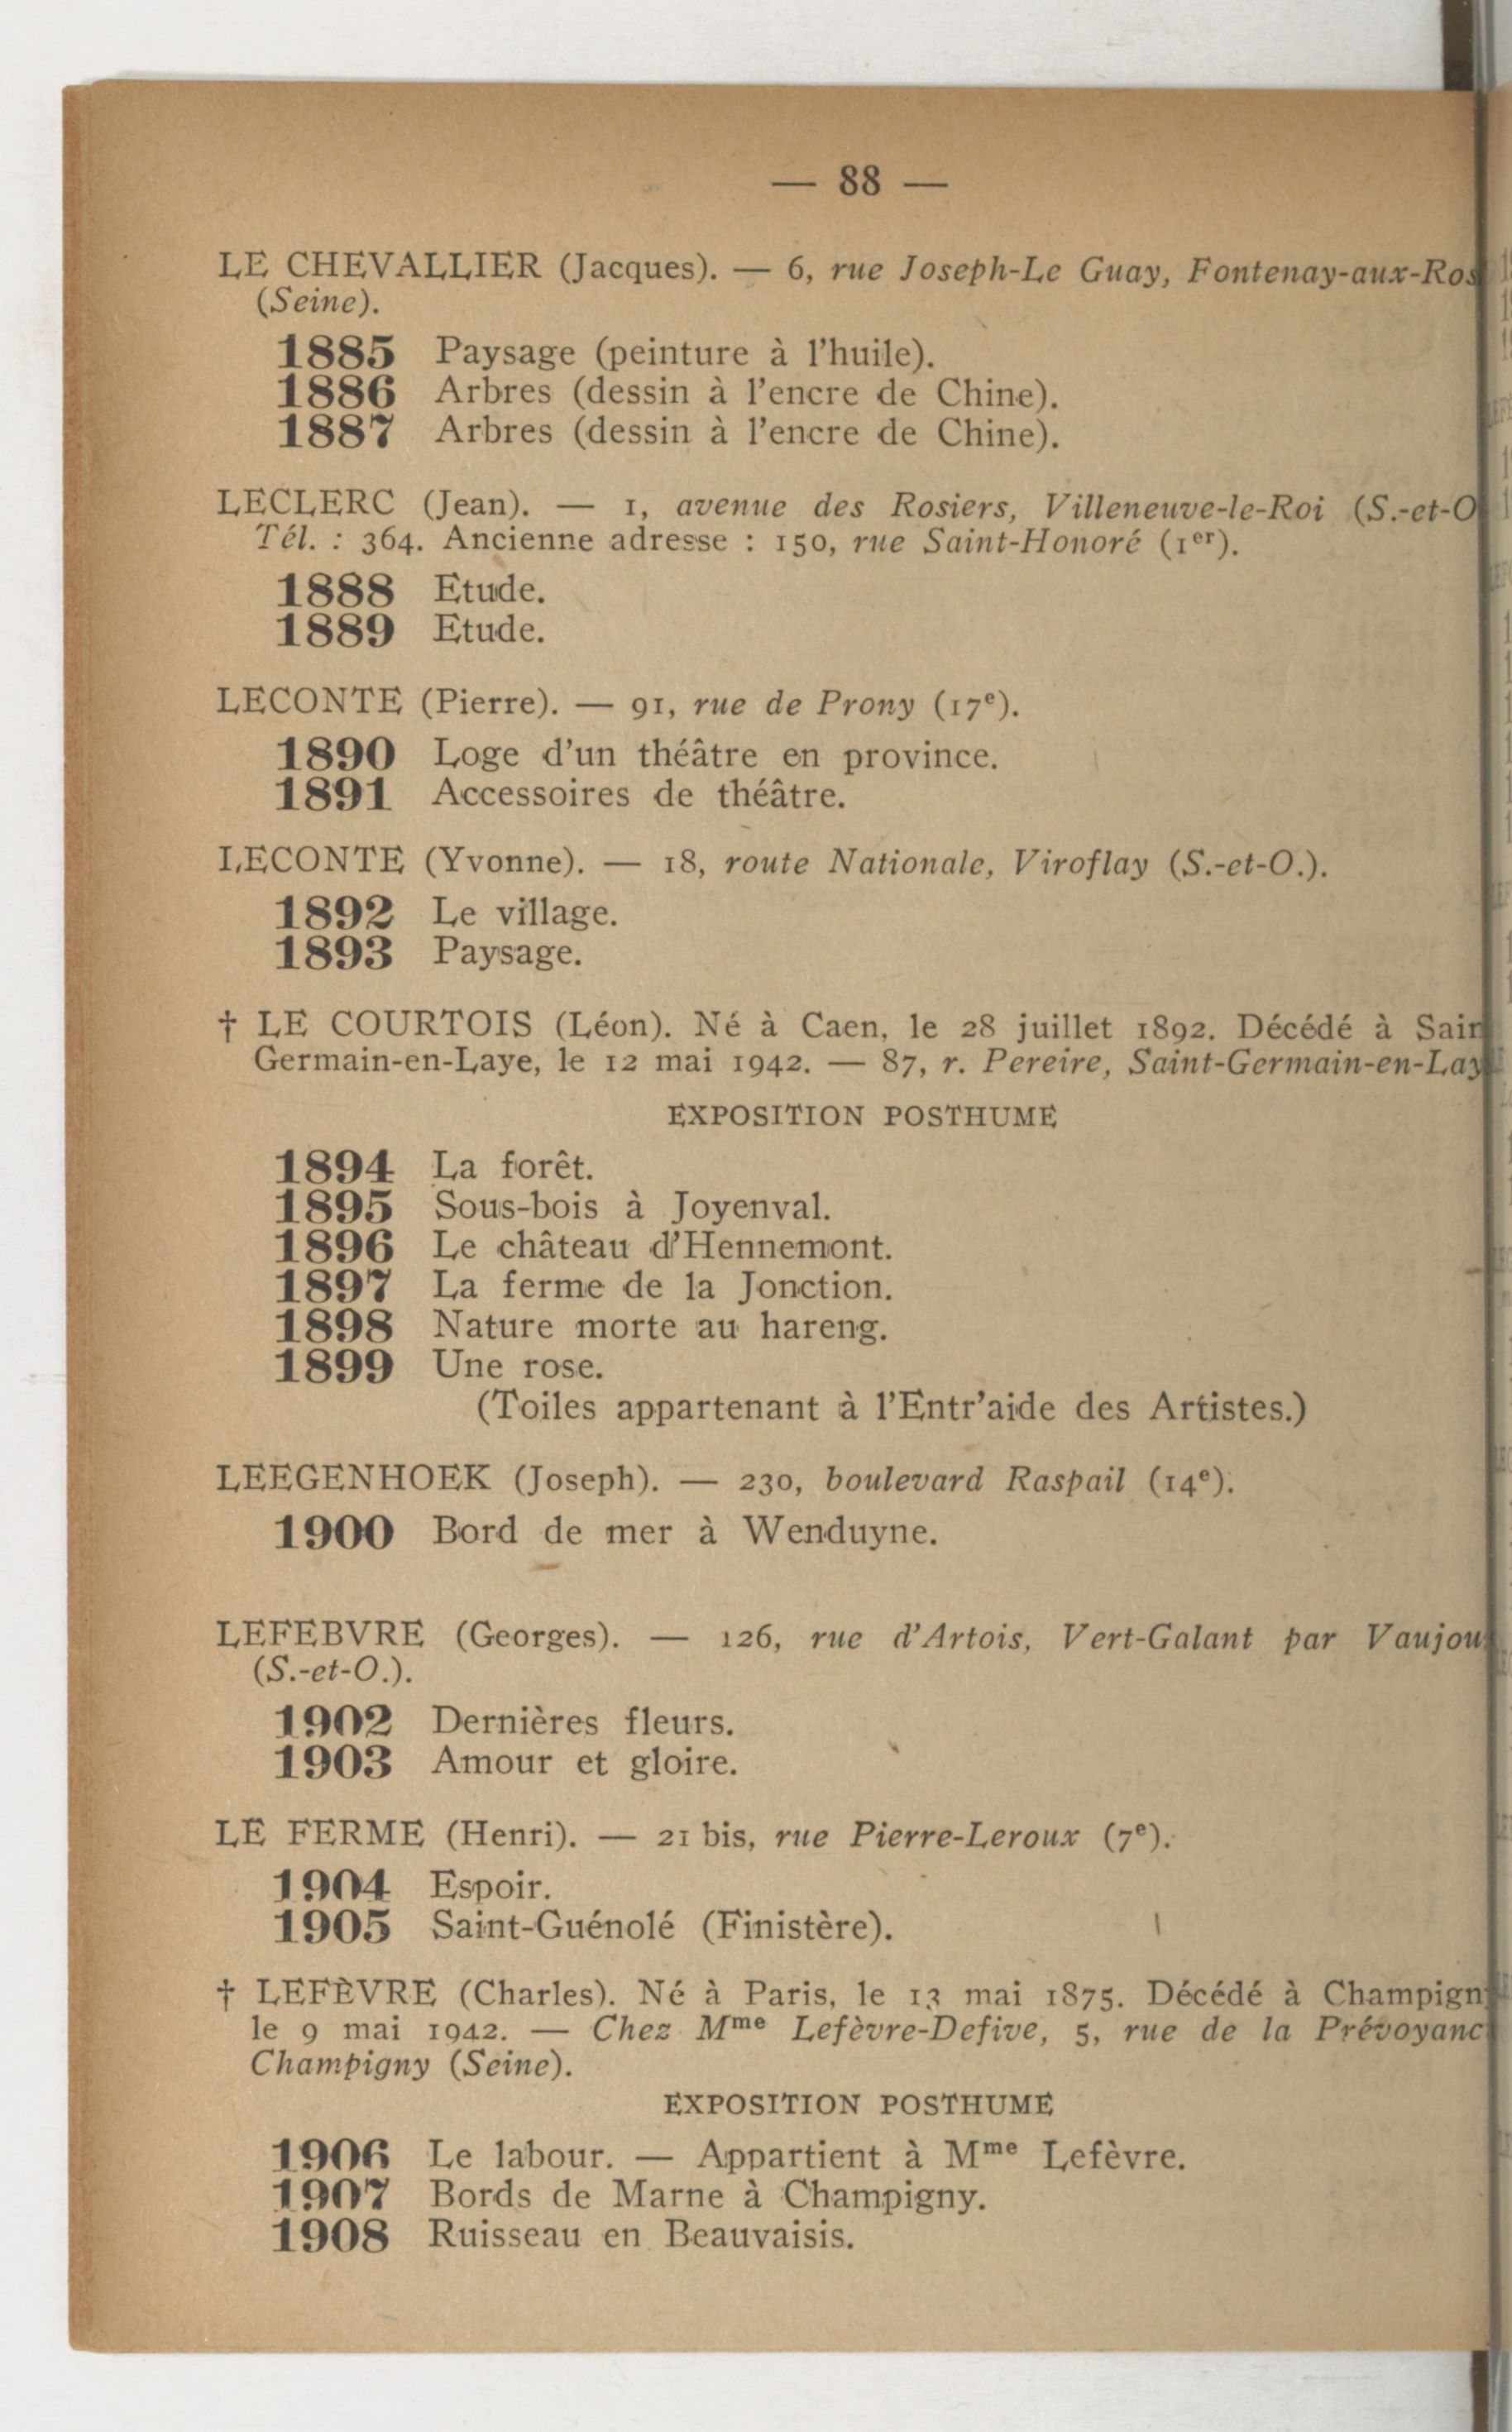 — 88 —
LE CHEVALLIER (Jacques). — 6, rue Joseph-Le Guay, Fontenay-aux-Ros
(Seine).
1885 Paysage (peinture à l'huile).
1886 Arbres (dessin à l'encre de Chine).
1887 Arbres (dessin à l'encre de Chine).
LECLERC (Jean). — 1, avenue des Rosiers, Villeneuve-le-Roi (S.-et-O
Tél. : 364. Ancienne adresse : 150, rue Saint-Honoré (1er).
1888 Etude.
1889 Etude.
LECONTE (Pierre). — 91, rue de Prony (17e).
1890 Loge d'un théâtre en province.
1891 Accessoires de théâtre.
LECONTE (Yvonne). — 18, route Nationale, Viroflay (S.-et-O.).
1892 Le village.
1893 Paysage.
† LE COURTOIS (Léon). Né à Caen, le 28 juillet 1892. Décédé à Sain
Germain-en-Laye, le 12 mai 1942. — 87, r. Pereire, Saint-Germain-en-Lay
EXPOSITION POSTHUME
1894 La forêt.
1895 Sous-bois à Joyenval.
1896 Le château d'Hennemont.
1897 La ferme de la Jonction.
1898 Nature morte au hareng.
1899 Une rose.
(Toiles appartenant à l'Entr'aide des Artistes.)
LEEGENHOEK (Joseph). — 230, boulevard Raspail (14e).
1900 Bord de mer à Wenduyne.
LEFEBVRE (Georges). — 126, rue d'Artois, Vert-Galant par Vaujou
(S.-et-O.).
1902 Dernières fleurs.
1903 Amour et gloire.
LE FERME (Henri). — 21 bis, rue Pierre-Leroux (7e).
1904 Espoir.
1905 Saint-Guénolé (Finistère).
† LEFÈVRE (Charles). Né à Paris, le 13 mai 1875. Décédé à Champign
le 9 mai 1942. — Chez Mme Lefèvre-Defive, 5, rue de la Prévoyanc
Champigny (Seine).
EXPOSITION POSTHUME
1906 Le labour. — Appartient à Mme Lefèvre.
1907 Bords de Marne à Champigny.
1908 Ruisseau en Beauvaisis.